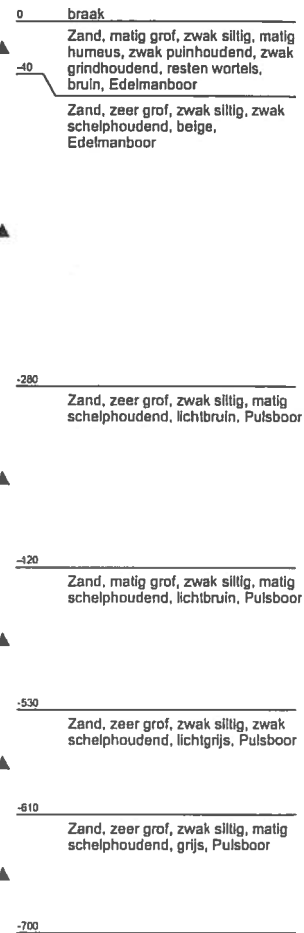 0 braak
Zand, matig grof, zwak siltig, matig
humeus, zwak puinhoudend, zwak
-40 grindhoudend, resten wortels,
bruin, Edelmanboor
Zand, zeer grof, zwak siltig, zwak
schelphoudend, beige,
Edelmanboor
-280
Zand, zeer grof, zwak siltig, matig
schelphoudend, lichtbruin, Pulsboor
-420
Zand, matig grof, zwak siltig, matig
schelphoudend, lichtbruin, Pulsboor
-530
Zand, zeer grof, zwak siltig, zwak
schelphoudend, lichtgrijs, Pulsboor
-610
Zand, zeer grof, zwak siltig, matig
schelphoudend, grijs, Pulsboor
-700